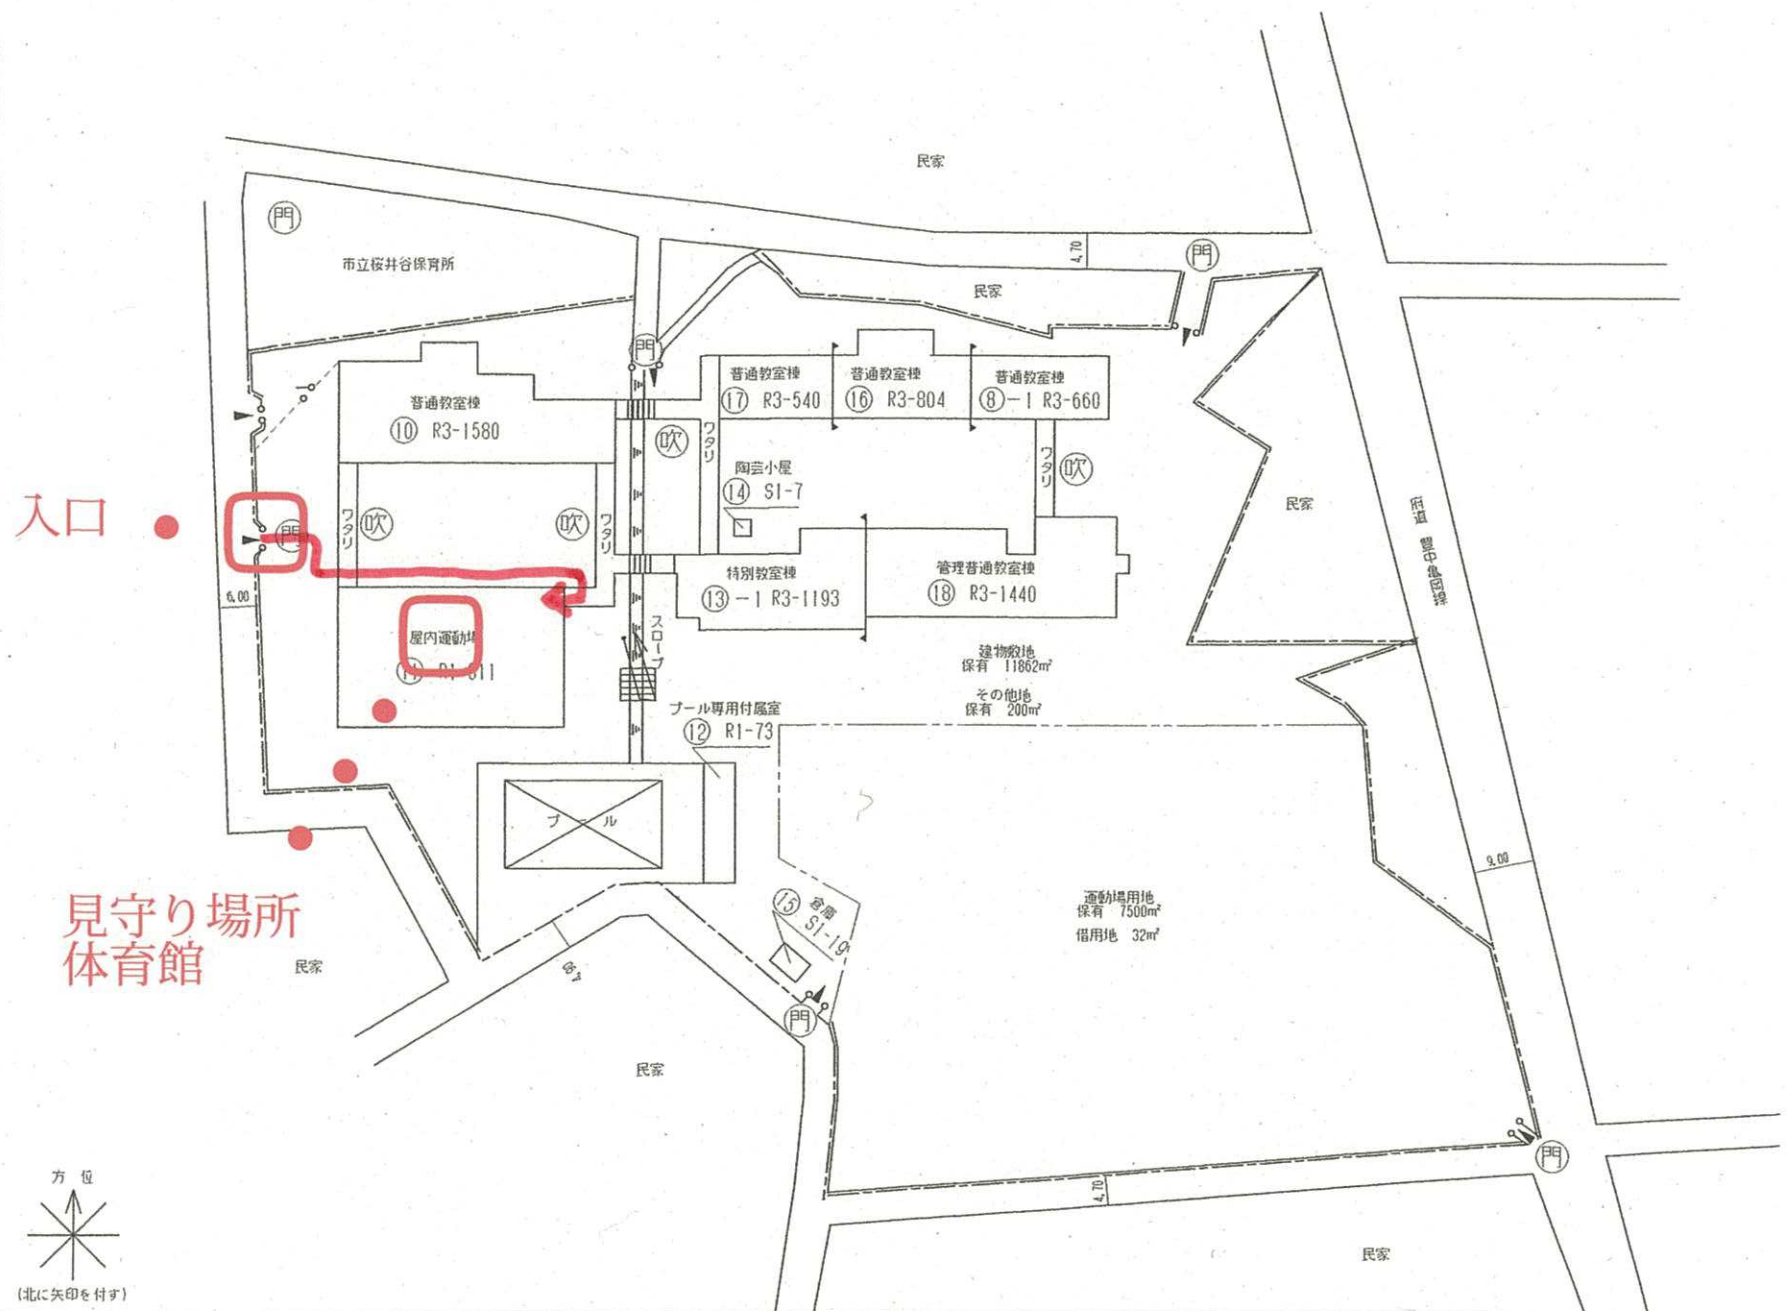 民家
門
市立桜井谷保育所
4.70
門
民家
門
普通教室棟
⑩ R3-1580
普通教室棟
⑰ R3-540
普通教室棟
⑯ R3-804
普通教室棟
⑧-1 R3-660
吹
ワタリ
陶芸小屋
⑭ S1-7
ワタリ
吹
民家
府道 豊中亀岡線
入口
門
ワタリ
吹
吹
ワタリ
特別教室棟
⑬-1 R3-1193
管理普通教室棟
⑱ R3-1440
6.00
屋内運動場
⑪ R1-611
スロープ
建物敷地
保有 11862㎡
その他地
保有 200㎡
プール専用付属室
⑫ R1-73
プール
9.00
⑮ 倉庫
S1-19
運動場用地
保有 7500㎡
借用地 32㎡
見守り場所
体育館
民家
門
民家
門
4.70
民家
方位
(北に矢印を付す)